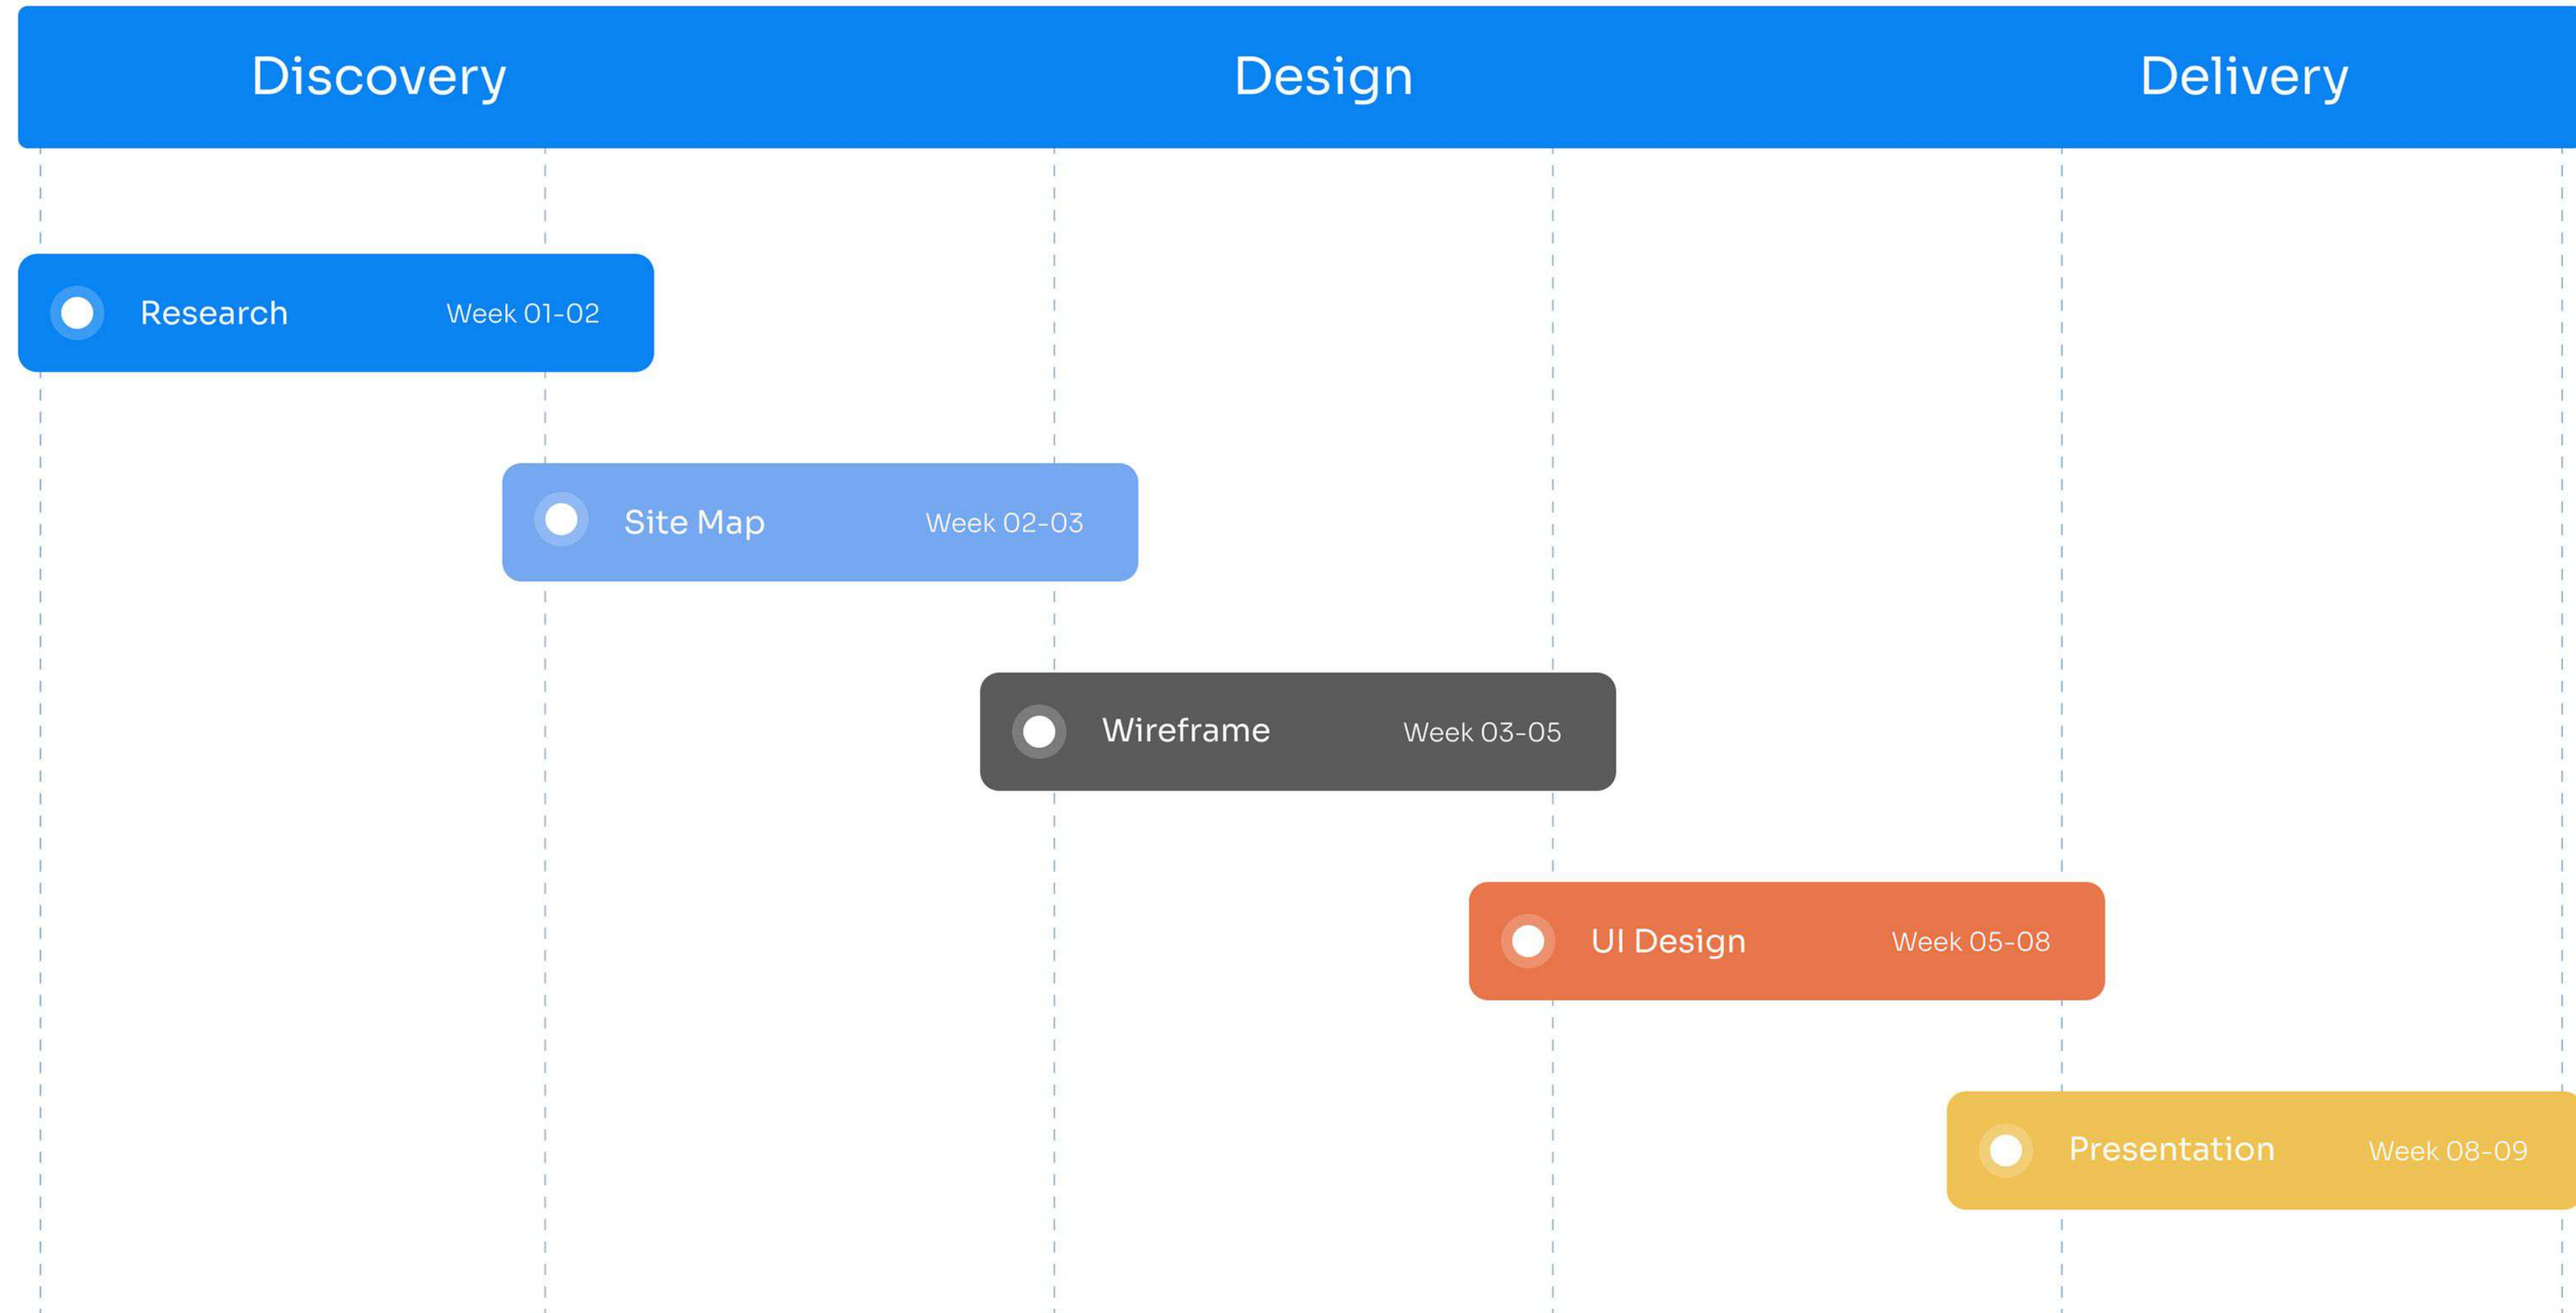 Discovery Design Delivery
Research Week 01-02
Site Map Week 02-03
Wireframe Week 03-05
UI Design Week 05-08
Presentation Week 08-09